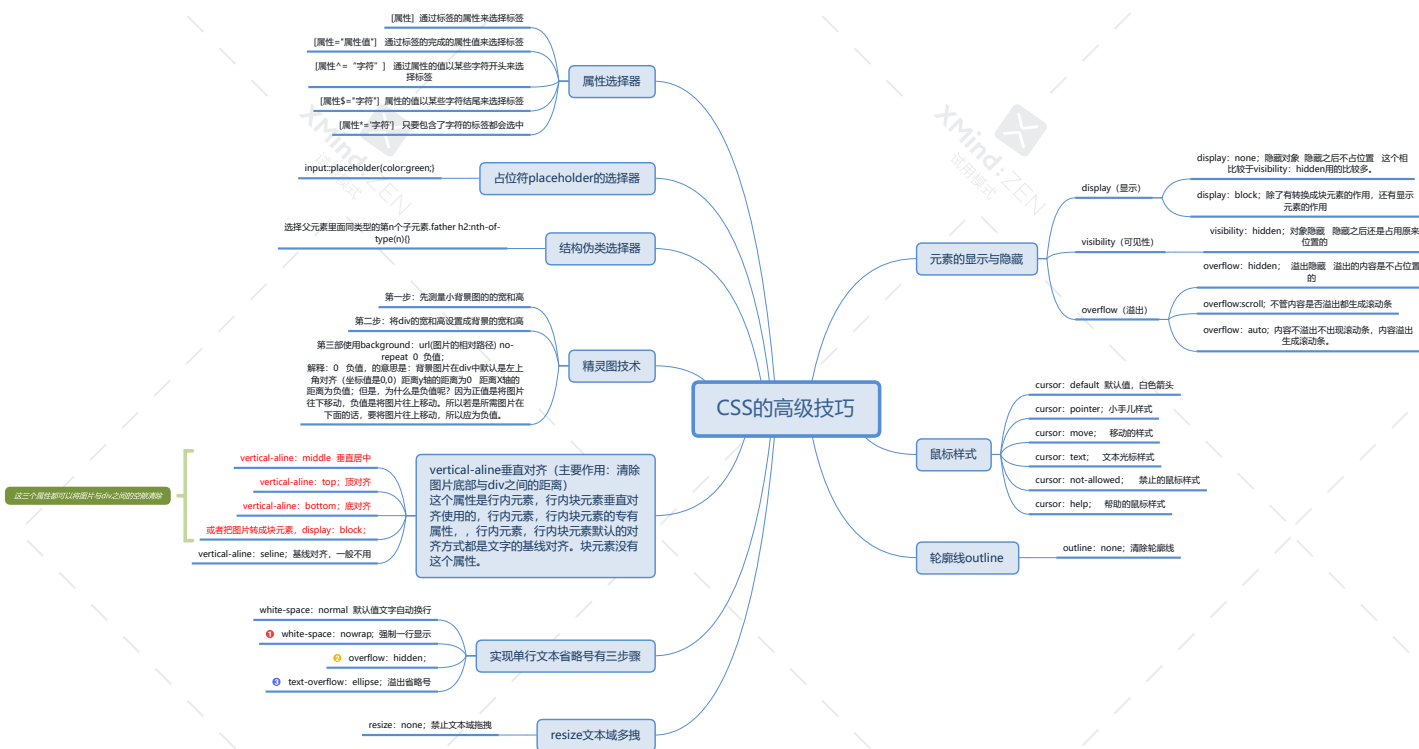 CSS的高级技巧
属性选择器
[属性]  通过标签的属性来选择标签
[属性="属性值"]  通过标签的完成的属性值来选择标签
[属性^=“字符”]  通过属性的值以某些字符开头来选
择标签
[属性$="字符"] 属性的值以某些字符结尾来选择标签
[属性*='字符']  只要包含了字符的标签都会选中
占位符placeholder的选择器
input::placeholder{color:green;}
结构伪类选择器
选择父元素里面同类型的第n个子元素.father h2:nth-of-
type(n){}
精灵图技术
第一步：先测量小背景图的的宽和高
第二步：将div的宽和高设置成背景的宽和高
第三部使用background：url(图片的相对路径) no-
repeat  0  负值；
解释：0  负值，的意思是：背景图片在div中默认是左上
角对齐（坐标值是0,0）距离y轴的距离为0  距离X轴的
距离为负值；但是，为什么是负值呢？因为正值是将图片
往下移动，负值是将图片往上移动。所以若是所需图片在
下面的话，要将图片往上移动，所以应为负值。
vertical-aline垂直对齐（主要作用：清除
图片底部与div之间的距离）
这个属性是行内元素，行内块元素垂直对
齐使用的，行内元素，行内块元素的专有
属性，，行内元素，行内块元素默认的对
齐方式都是文字的基线对齐。块元素没有
这个属性。
vertical-aline：middle  垂直居中
vertical-aline：top；顶对齐
vertical-aline：bottom；底对齐
或者把图片转成块元素，display：block；
vertical-aline：seline；基线对齐，一般不用
这三个属性都可以将图片与div之间的空隙清除
实现单行文本省略号有三步骤
white-space：normal  默认值文字自动换行
1 white-space：nowrap；强制一行显示
2 overflow：hidden；
3 text-overflow：ellipse；溢出省略号
resize文本域多拽
resize：none；禁止文本域拖拽
元素的显示与隐藏
display（显示）
display：none；隐藏对象  隐藏之后不占位置  这个相
比较于visibility：hidden用的比较多。
display：block；除了有转换成块元素的作用，还有显示
元素的作用
visibility（可见性）
visibility：hidden；对象隐藏  隐藏之后还是占用原来
位置的
overflow（溢出）
overflow：hidden；  溢出隐藏  溢出的内容是不占位置
的
overflow:scroll;  不管内容是否溢出都生成滚动条
overflow：auto；内容不溢出不出现滚动条，内容溢出
生成滚动条。
鼠标样式
cursor：default  默认值，白色箭头
cursor：pointer；小手儿样式
cursor：move；  移动的样式
cursor：text；  文本光标样式
cursor：not-allowed；  禁止的鼠标样式
cursor：help；  帮助的鼠标样式
轮廓线outline
outline：none；清除轮廓线
XMind:ZEN
试用模式
XMind:ZEN
试用模式